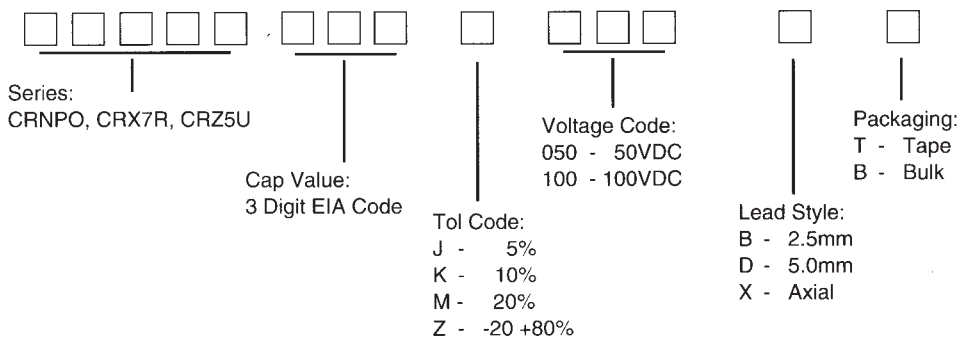 Series:
CRNPO, CRX7R, CRZ5U
Cap Value:
3 Digit EIA Code
Tol Code:
J - 5%
K - 10%
M - 20%
Z - -20 +80%
Voltage Code:
050 - 50VDC
100 - 100VDC
Lead Style:
B - 2.5mm
D - 5.0mm
X - Axial
Packaging:
T - Tape
B - Bulk